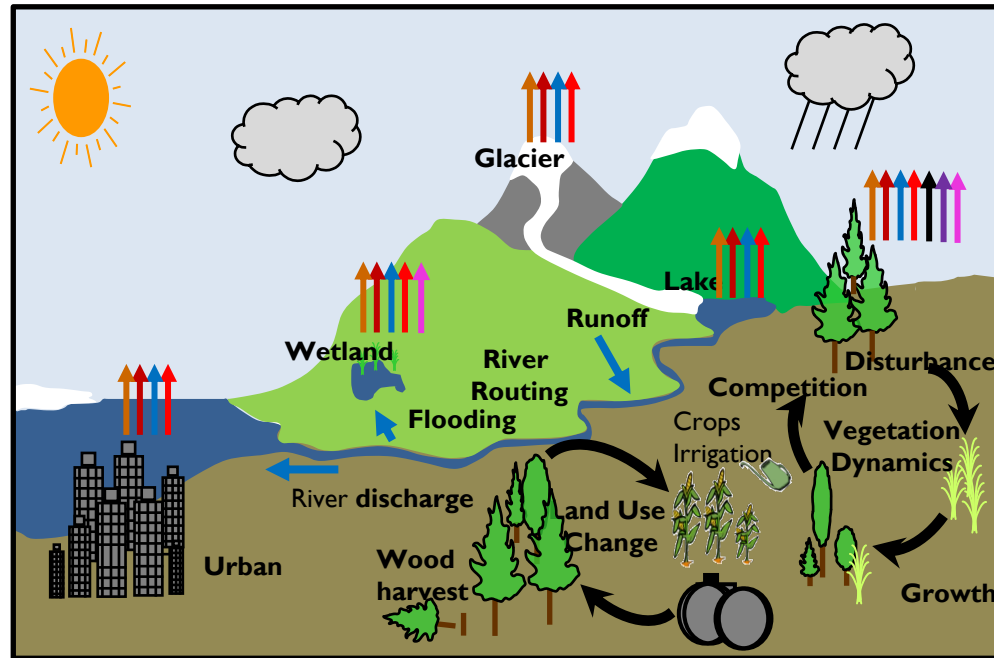 Glacier
Lake
Runoff
Wetland
River
Routing
Flooding
Disturbance
Competition
Crops
Irrigation
Vegetation
Dynamics
River discharge
Land Use
Change
Urban
Wood
harvest
Growth